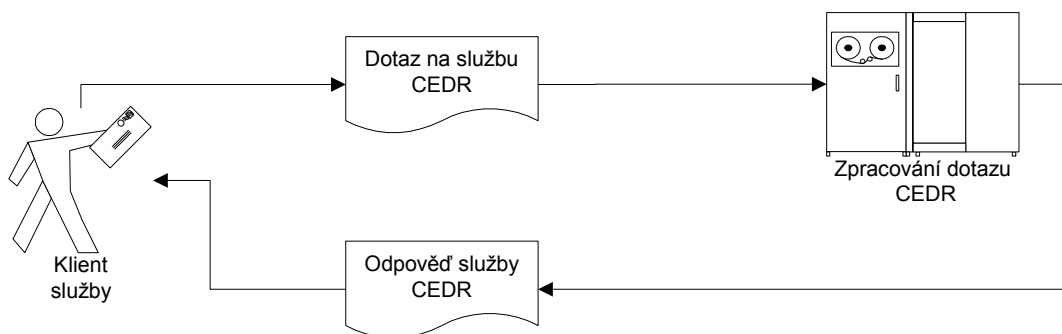 Dotaz na službu
CEDR
Zpracování dotazu
CEDR
Klient
služby
Odpověď služby
CEDR